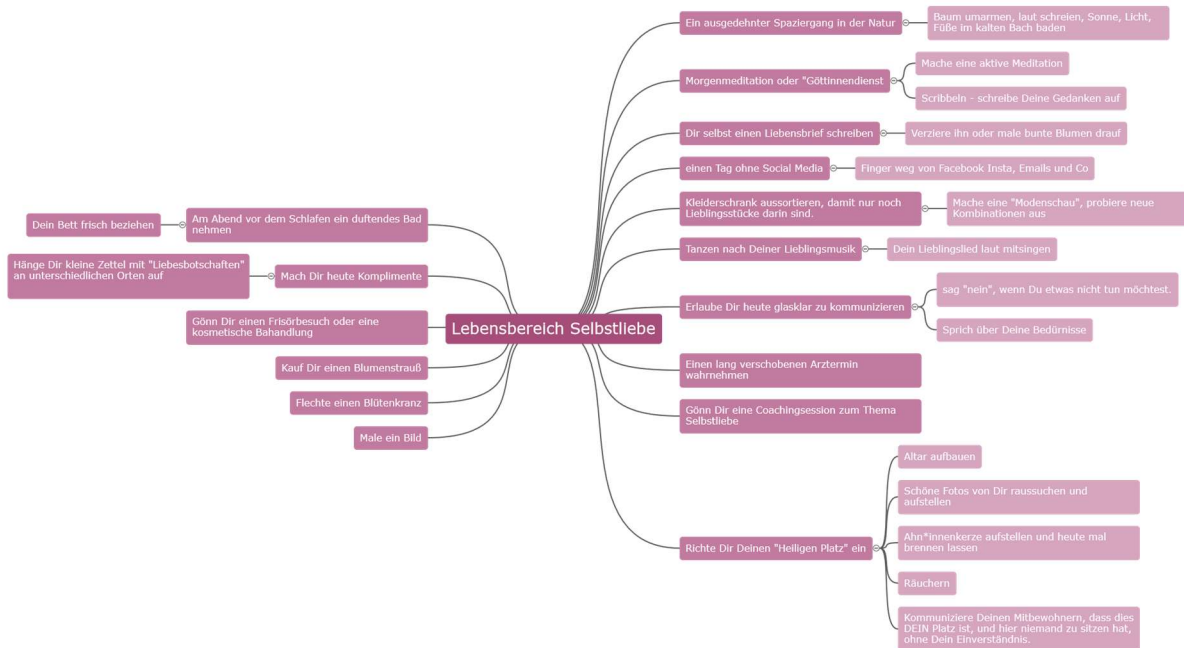 Lebensbereich Selbstliebe
Ein ausgedehnter Spaziergang in der Natur
Baum umarmen, laut schreien, Sonne, Licht,
Füße im kalten Bach baden
Morgenmeditation oder "Göttinnendienst
Mache eine aktive Meditation
Scribbeln - schreibe Deine Gedanken auf
Dir selbst einen Liebensbrief schreiben
Verziere ihn oder male bunte Blumen drauf
einen Tag ohne Social Media
Finger weg von Facebook Insta, Emails und Co
Kleiderschrank aussortieren, damit nur noch
Lieblingsstücke darin sind.
Mache eine "Modenschau", probiere neue
Kombinationen aus
Tanzen nach Deiner Lieblingsmusik
Dein Lieblingslied laut mitsingen
Erlaube Dir heute glasklar zu kommunizieren
sag "nein", wenn Du etwas nicht tun möchtest.
Sprich über Deine Bedürnisse
Einen lang verschobenen Arztermin
wahrnehmen
Gönn Dir eine Coachingsession zum Thema
Selbstliebe
Richte Dir Deinen "Heiligen Platz" ein
Altar aufbauen
Schöne Fotos von Dir raussuchen und
aufstellen
Ahn*innenkerze aufstellen und heute mal
brennen lassen
Räuchern
Kommuniziere Deinen Mitbewohnern, dass dies
DEIN Platz ist, und hier niemand zu sitzen hat,
ohne Dein Einverständnis.
Am Abend vor dem Schlafen ein duftendes Bad
nehmen
Dein Bett frisch beziehen
Mach Dir heute Komplimente
Hänge Dir kleine Zettel mit "Liebesbotschaften"
an unterschiedlichen Orten auf
Gönn Dir einen Frisörbesuch oder eine
kosmetische Bahandlung
Kauf Dir einen Blumenstrauß
Flechte einen Blütenkranz
Male ein Bild